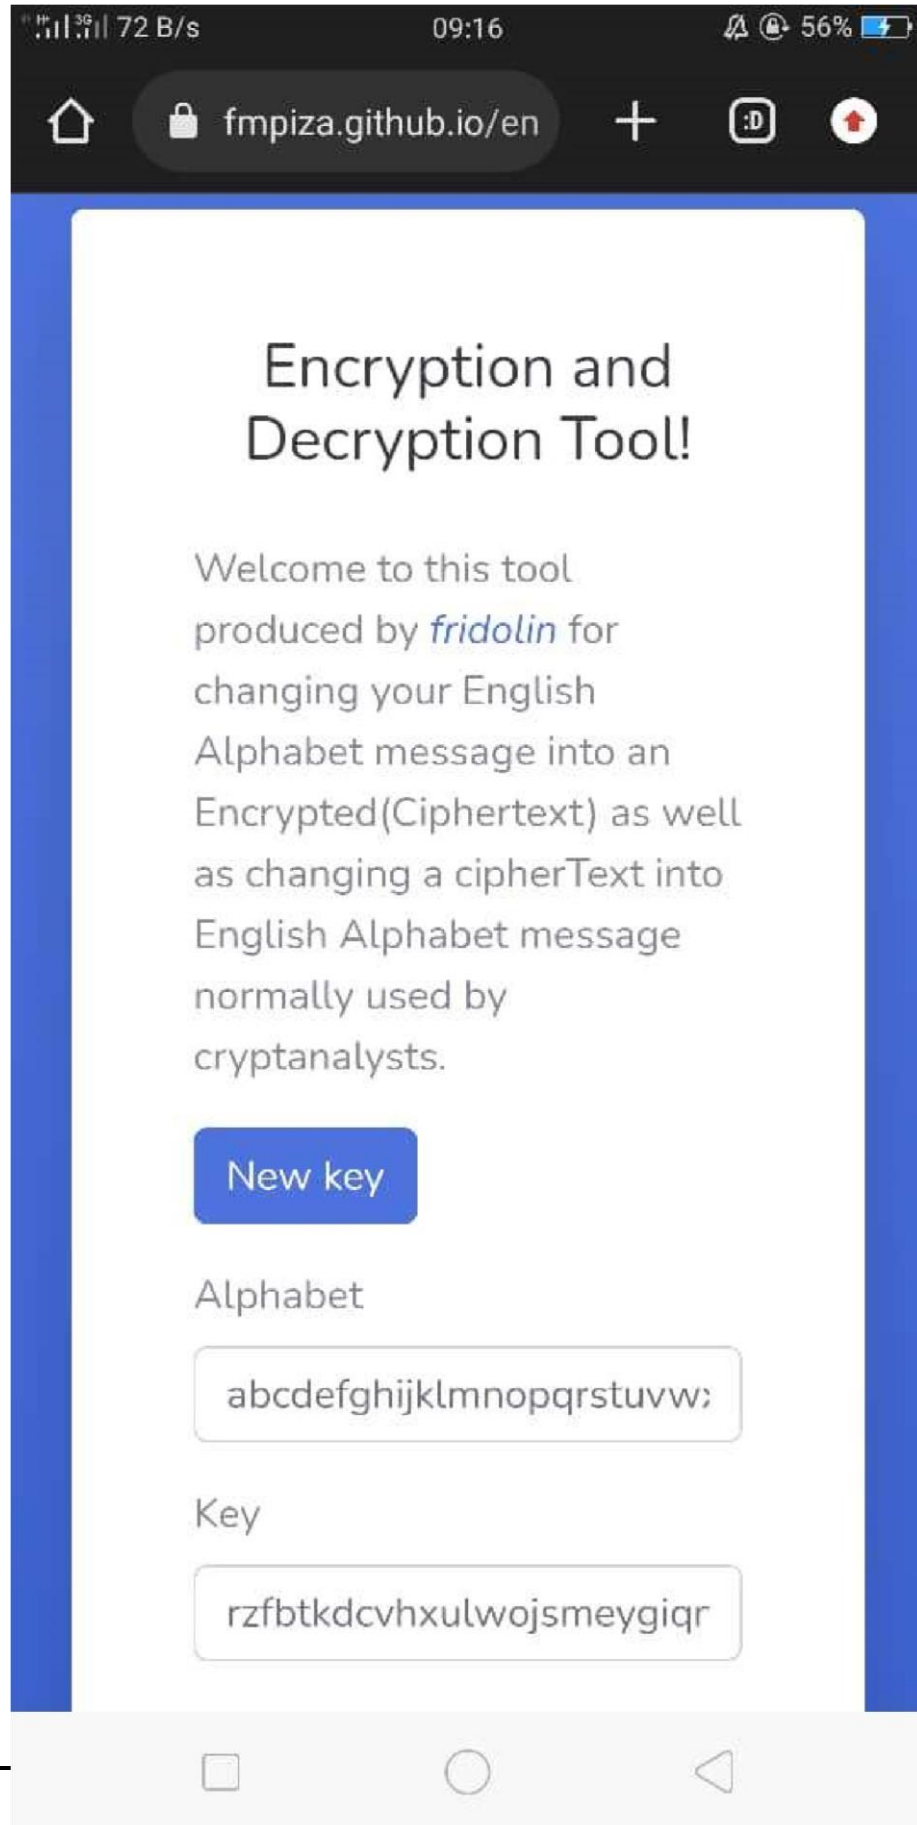 72 B/s 09:16 56%
fmpiza.github.io/en :D
Encryption and
Decryption Tool!
Welcome to this tool
produced by fridolin for
changing your English
Alphabet message into an
Encrypted(Ciphertext) as well
as changing a cipherText into
English Alphabet message
normally used by
cryptanalysts.
New key
Alphabet
abcdefghijklmnopqrstuvw
Key
rzfbtkdcvhxulwojsmeygiq